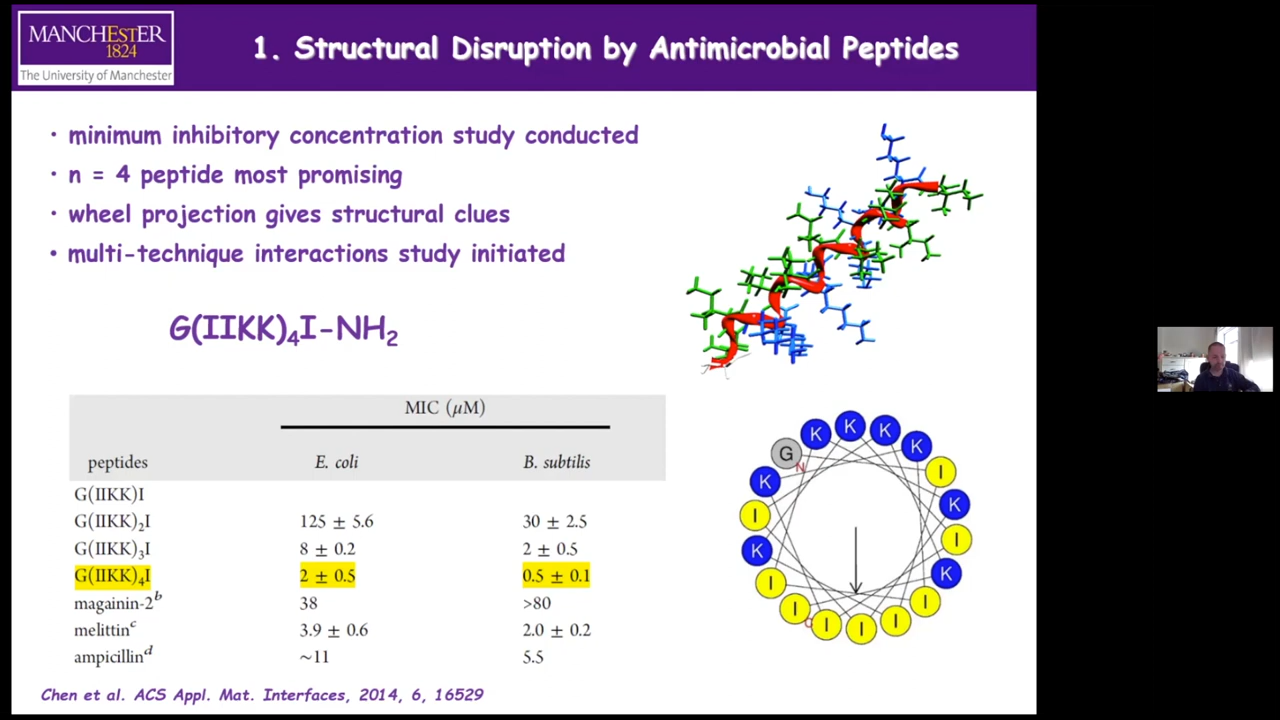 MANCHESTER
1824
The University of Manchester
1. Structural Disruption by Antimicrobial Peptides
• minimum inhibitory concentration study conducted
• n = 4 peptide most promising
• wheel projection gives structural clues
• multi-technique interactions study initiated
G(IIKK)₄I-NH₂
MIC (μM)
peptides E. coli B. subtilis
G(IIKK)I
G(IIKK)₂I 125 ± 5.6 30 ± 2.5
G(IIKK)₃I 8 ± 0.2 2 ± 0.5
G(IIKK)₄I 2 ± 0.5 0.5 ± 0.1
magainin-2ᵇ 38 >80
melittinᶜ 3.9 ± 0.6 2.0 ± 0.2
ampicillinᵈ ~11 5.5
K K K K
G N I
K K
I I
K K
I I
I I
C I I
Chen et al. ACS Appl. Mat. Interfaces, 2014, 6, 16529